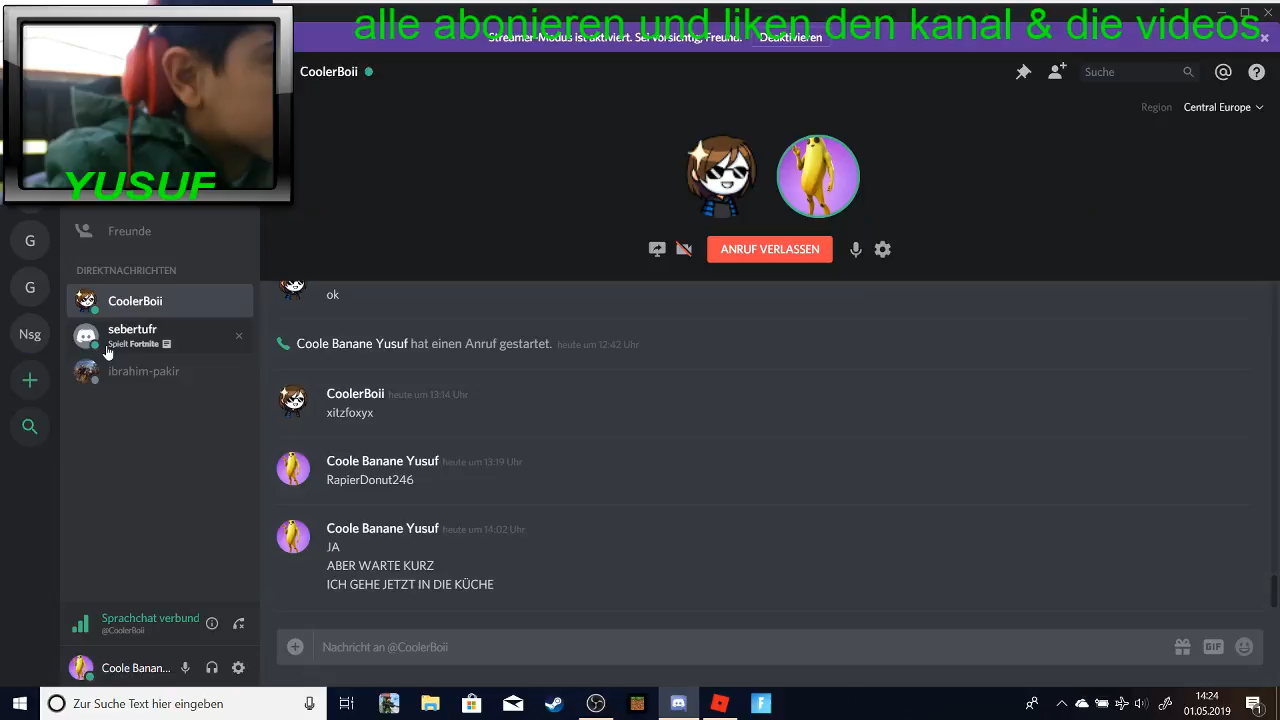 alle abonieren und liken den kanal & die videos
Streamer-Modus ist aktiviert. Sei vorsichtig, Freund. Deaktivieren
YUSUF
CoolerBoii
Suche
Region Central Europe
ANRUF VERLASSEN
Freunde
DIREKTNACHRICHTEN
CoolerBoii
sebertufr
Spielt Fortnite
ibrahim-pakir
G
G
Nsg
ok
Coole Banane Yusuf hat einen Anruf gestartet. heute um 12:42 Uhr
CoolerBoii heute um 13:14 Uhr
xitzfoxyx
Coole Banane Yusuf heute um 13:19 Uhr
RapierDonut246
Coole Banane Yusuf heute um 14:02 Uhr
JA
ABER WARTE KURZ
ICH GEHE JETZT IN DIE KÜCHE
Sprachchat verbund
@CoolerBoii
Coole Banan...
Nachricht an @CoolerBoii
GIF
Zur Suche Text hier eingeben
14:24
01.05.2019
1